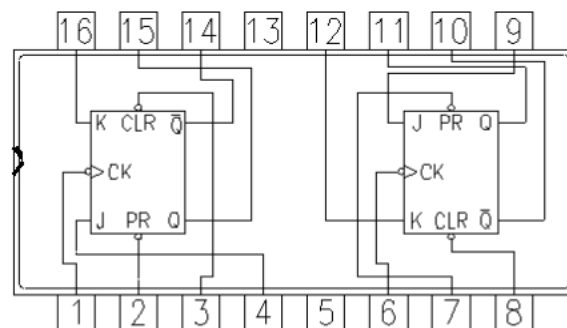 16 15 14 13 12 11 10 9
K CLR Q̅ J PR Q
CK CK
J PR Q K CLR Q̅
1 2 3 4 5 6 7 8